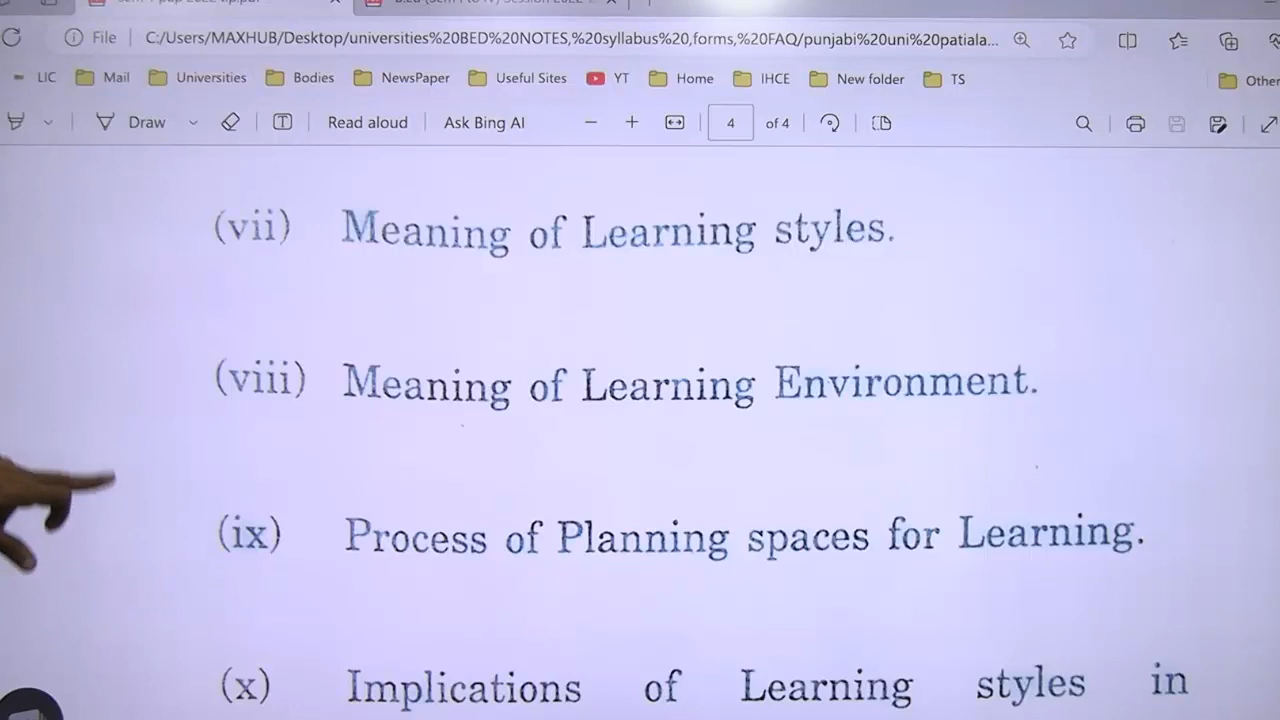 File C:/Users/MAXHUB/Desktop/universities%20BED%20NOTES,%20syllabus%20,forms,%20FAQ/punjabi%20uni%20patiala...
LIC Mail Universities Bodies NewsPaper Useful Sites YT Home IHCE New folder TS Other
Draw Read aloud Ask Bing AI 4 of 4
(vii) Meaning of Learning styles.
(viii) Meaning of Learning Environment.
(ix) Process of Planning spaces for Learning.
(x) Implications of Learning styles in